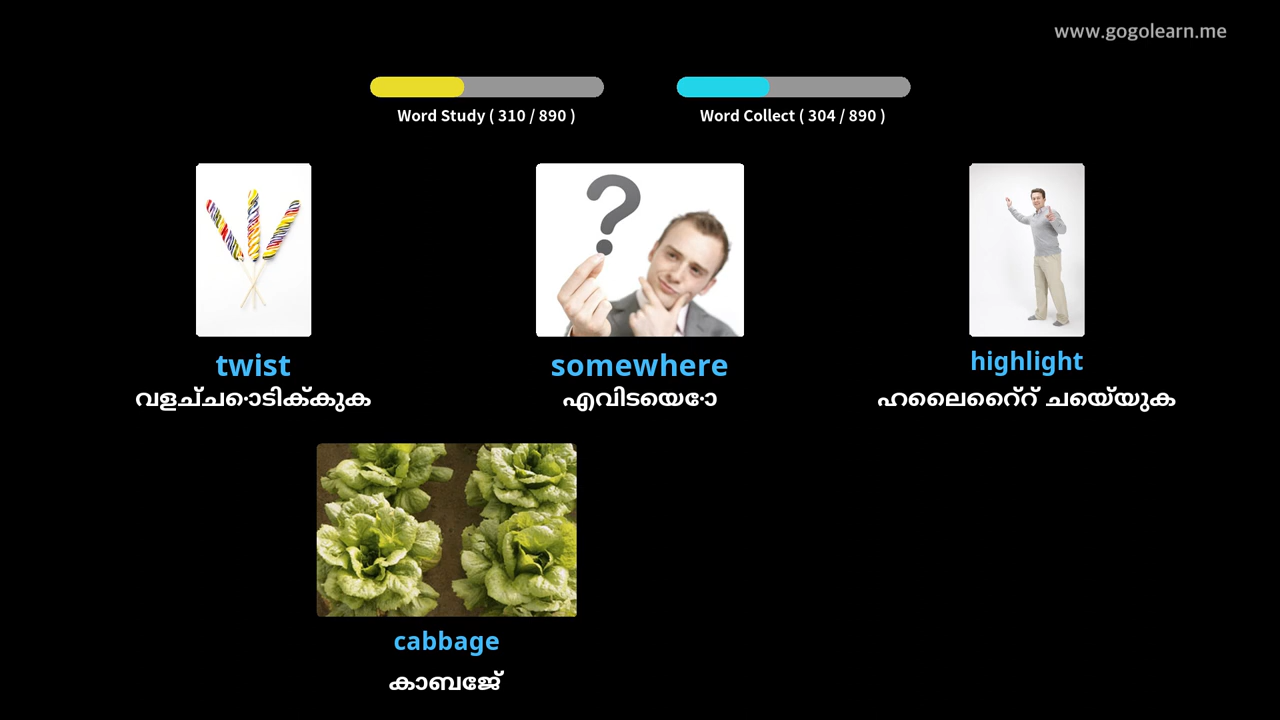 www.gogolearn.me
Word Study ( 310 / 890 )
Word Collect ( 304 / 890 )
twist
somewhere
highlight
വളച്ചൊടിക്കുക
എവിടെയോ
ഹൈലൈറ്റ് ചെയ്യുക
cabbage
കാബേജ്